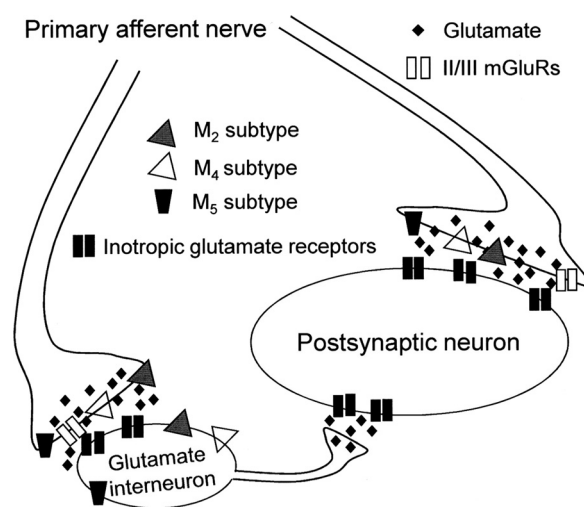 Primary afferent nerve
Glutamate
II/III mGluRs
M₂ subtype
M₄ subtype
M₅ subtype
Inotropic glutamate receptors
Postsynaptic neuron
Glutamate
interneuron